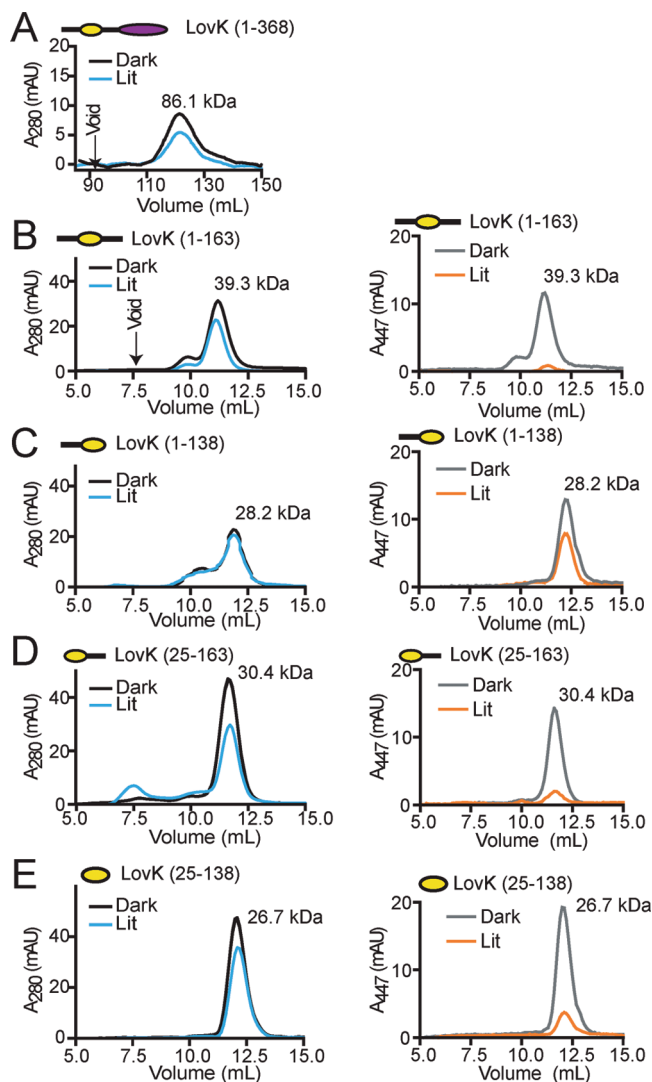 A
LovK (1-368)
Dark
Lit
86.1 kDa
Void
A280 (mAU)
20
15
10
5
0
90
110
130
150
Volume (mL)
B
LovK (1-163)
Dark
Lit
39.3 kDa
Void
A280 (mAU)
40
20
0
5.0
7.5
10.0
12.5
15.0
Volume (mL)
LovK (1-163)
Dark
Lit
39.3 kDa
A447 (mAU)
20
10
0
5.0
7.5
10.0
12.5
15.0
Volume (mL)
C
LovK (1-138)
Dark
Lit
28.2 kDa
A280 (mAU)
40
20
0
5.0
7.5
10.0
12.5
15.0
Volume (mL)
LovK (1-138)
Dark
Lit
28.2 kDa
A447 (mAU)
20
10
0
5.0
7.5
10.0
12.5
15.0
Volume (mL)
D
LovK (25-163)
Dark
Lit
30.4 kDa
A280 (mAU)
40
20
0
5.0
7.5
10.0
12.5
15.0
Volume (mL)
LovK (25-163)
Dark
Lit
30.4 kDa
A447 (mAU)
20
10
0
5.0
7.5
10.0
12.5
15.0
Volume (mL)
E
LovK (25-138)
Dark
Lit
26.7 kDa
A280 (mAU)
40
20
0
5.0
7.5
10.0
12.5
15.0
Volume (mL)
LovK (25-138)
Dark
Lit
26.7 kDa
A447 (mAU)
20
10
0
5.0
7.5
10.0
12.5
15.0
Volume (mL)